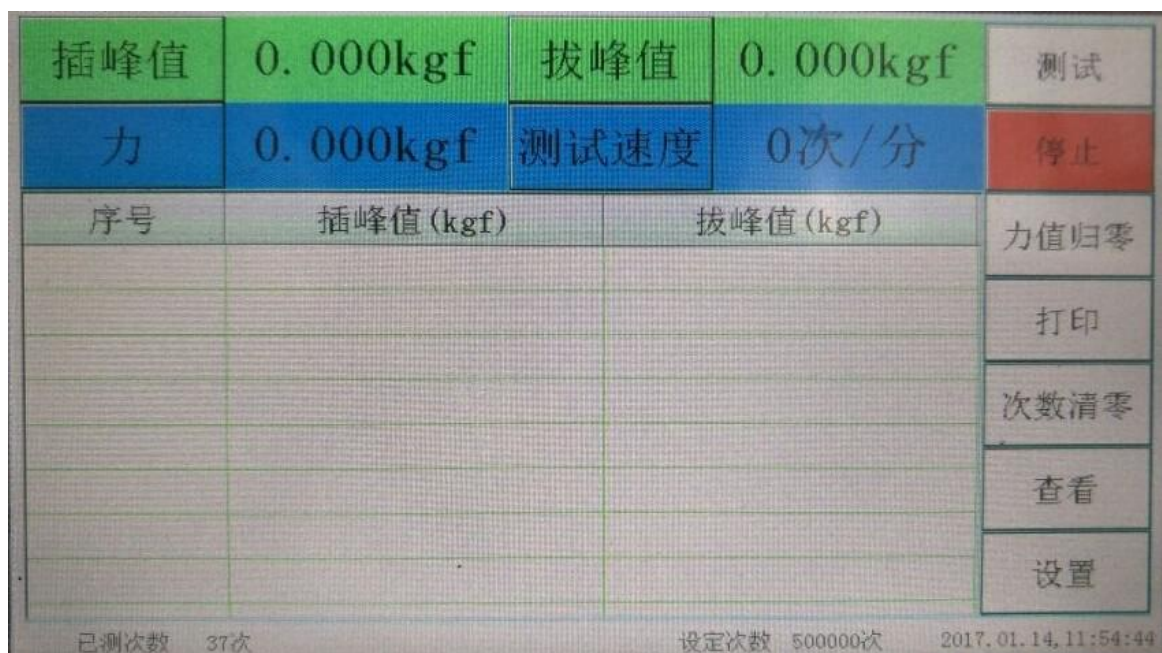 插峰值 0.000kgf 拔峰值 0.000kgf 测试
力 0.000kgf 测试速度 0次/分 停止
序号 插峰值(kgf) 拔峰值(kgf) 力值归零
打印
次数清零
查看
设置
已测次数 37次 设定次数 500000次 2017.01.14,11:54:44